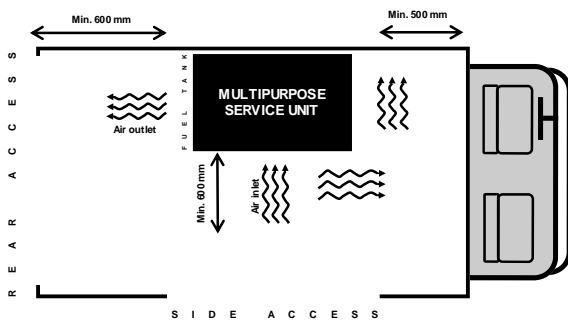 Min. 600 mm
Min. 500 mm
REAR ACCESS
FUEL TANK
MULTIPURPOSE
SERVICE UNIT
Air outlet
Min. 600 mm
Air inlet
SIDE ACCESS